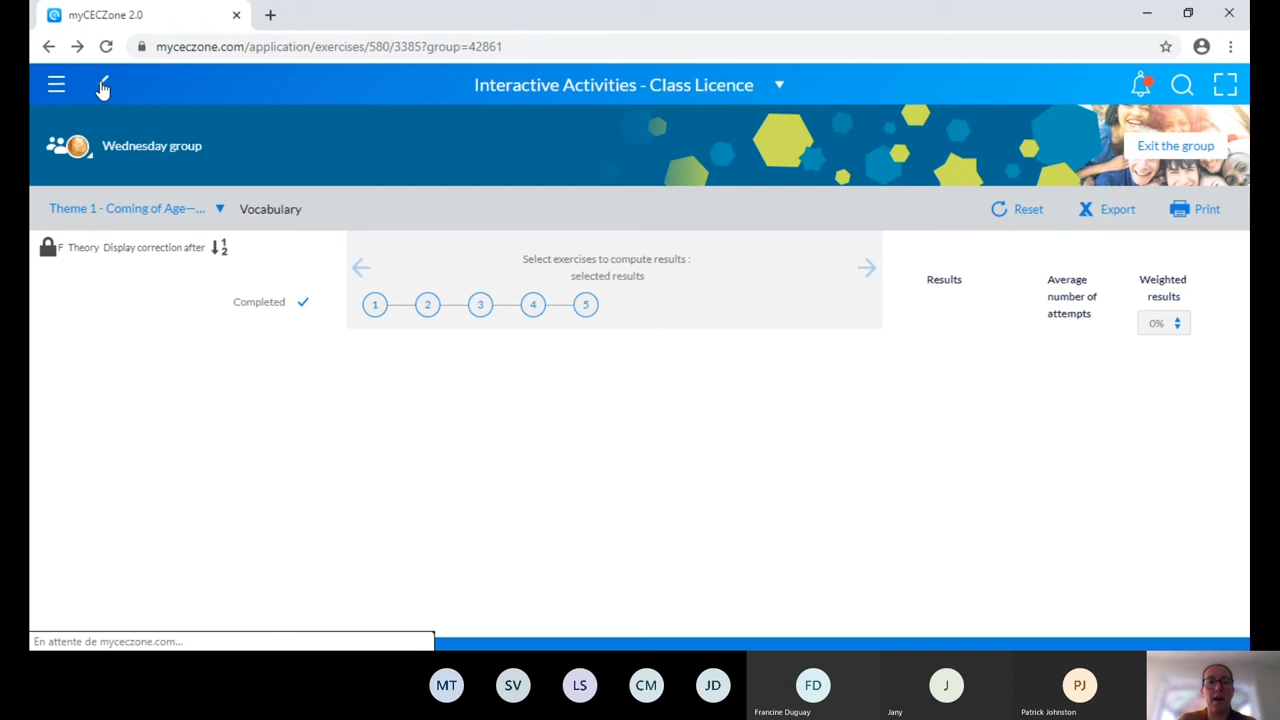 myCECZone 2.0
myceczone.com/application/exercises/580/3385?group=42861
Interactive Activities - Class Licence
Wednesday group
Exit the group
Theme 1 - Coming of Age—...
Vocabulary
Reset
Export
Print
F Theory Display correction after
1
2
Select exercises to compute results :
selected results
Completed
1
2
3
4
5
Results
Average
number of
attempts
Weighted
results
0%
En attente de myceczone.com...
MT
SV
LS
CM
JD
FD
J
PJ
Francine Duguay
Jany
Patrick Johnston